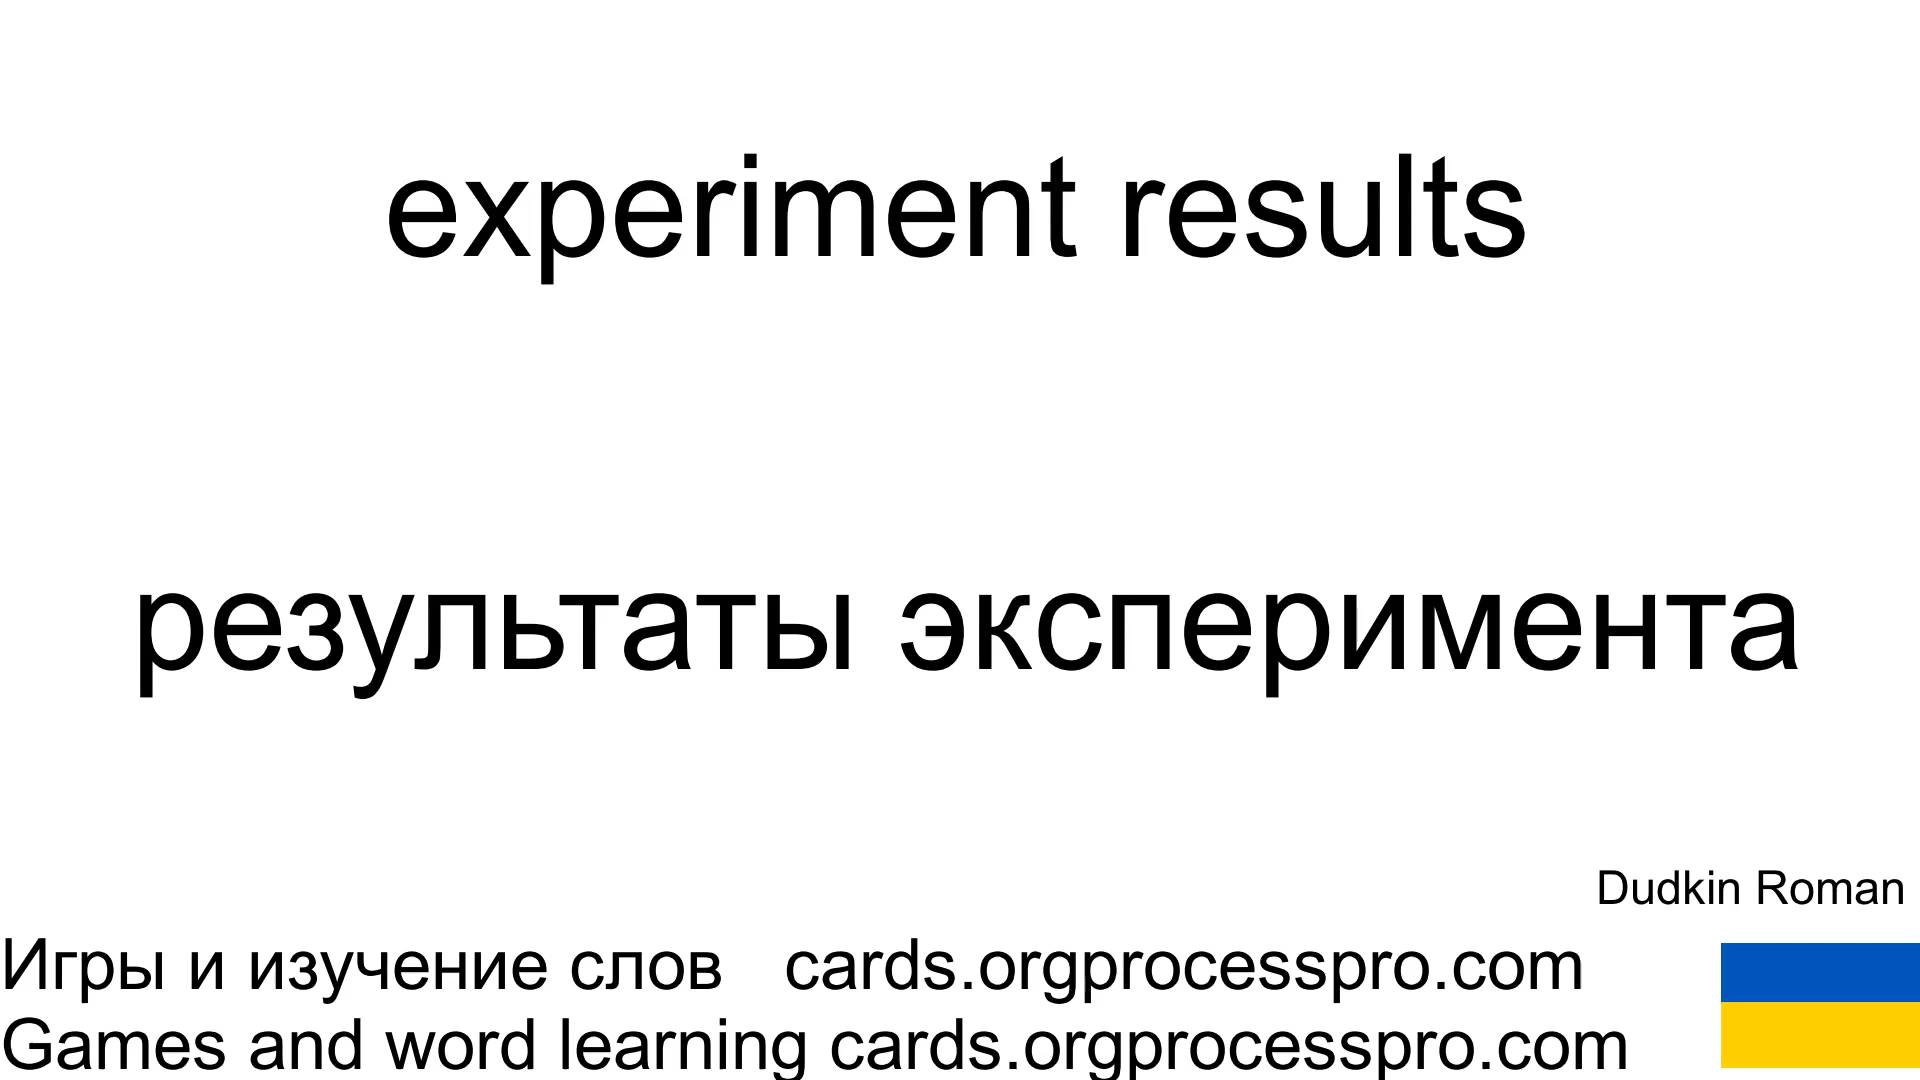 experiment results
результаты эксперимента
Dudkin Roman
Игры и изучение слов cards.orgprocesspro.com
Games and word learning cards.orgprocesspro.com